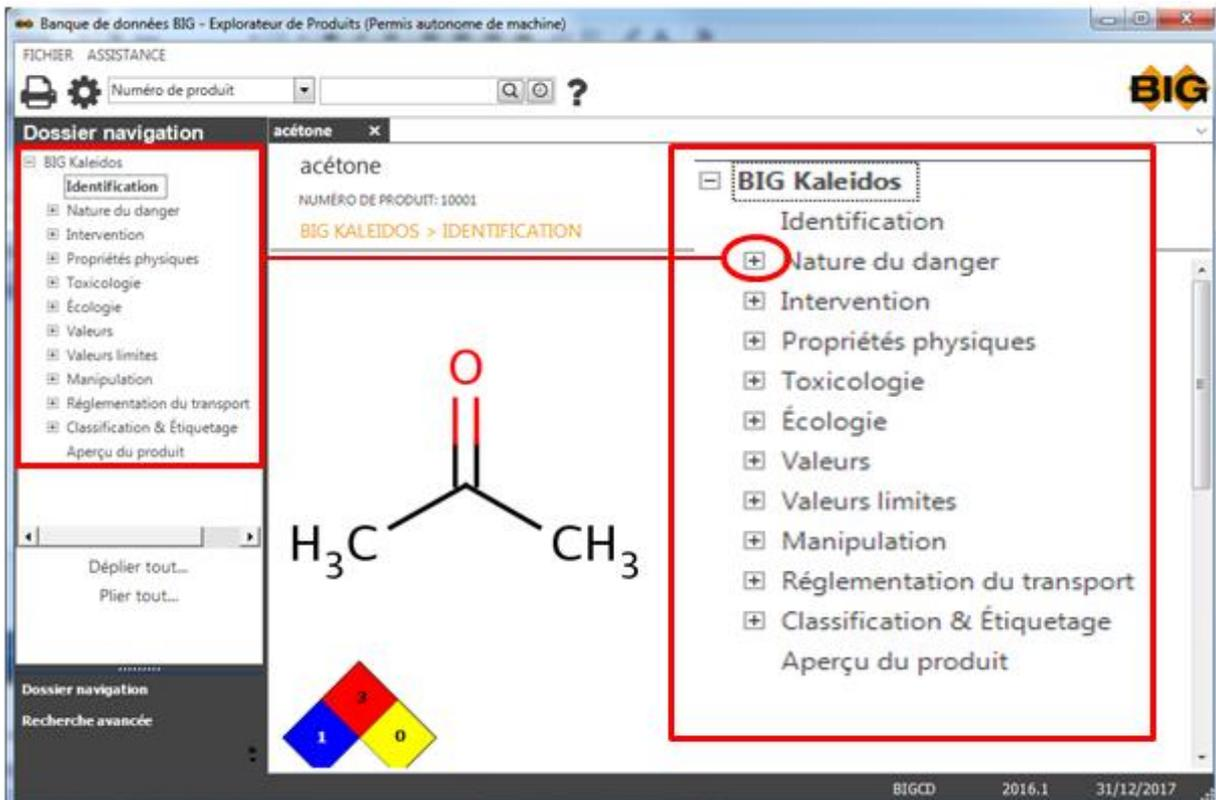 Banque de données BIG - Explorateur de Produits (Permis autonome de machine)
FICHIER ASSISTANCE
Numéro de produit
?
BIG
Dossier navigation
BIG Kaleidos
Identification
Nature du danger
Intervention
Propriétés physiques
Toxicologie
Écologie
Valeurs
Valeurs limites
Manipulation
Réglementation du transport
Classification & Étiquetage
Aperçu du produit
Déplier tout...
Plier tout...
Dossier navigation
Recherche avancée
acétone x
acétone
NUMÉRO DE PRODUIT: 10001
BIG KALEIDOS > IDENTIFICATION
O
H3C CH3
3
1 0
BIG Kaleidos
Identification
Nature du danger
Intervention
Propriétés physiques
Toxicologie
Écologie
Valeurs
Valeurs limites
Manipulation
Réglementation du transport
Classification & Étiquetage
Aperçu du produit
BIGCD 2016.1 31/12/2017